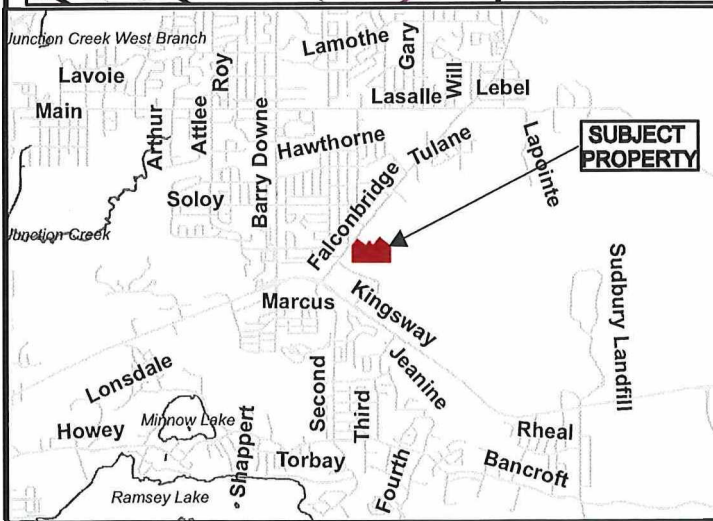 Junction Creek West Branch
Lamothe
Gary
Lavoie
Roy
Will
Lebel
Main
Lasalle
Arthur
Attlee
Barry Downe
Hawthorne
Tulane
Lapointe
SUBJECT
PROPERTY
Soloy
Falconbridge
Junction Creek
Marcus
Kingsway
Sudbury Landfill
Jeanine
Lonsdale
Second
Third
Minnow Lake
Howey
Shappert
Torbay
Fourth
Rheal
Bancroft
Ramsey Lake